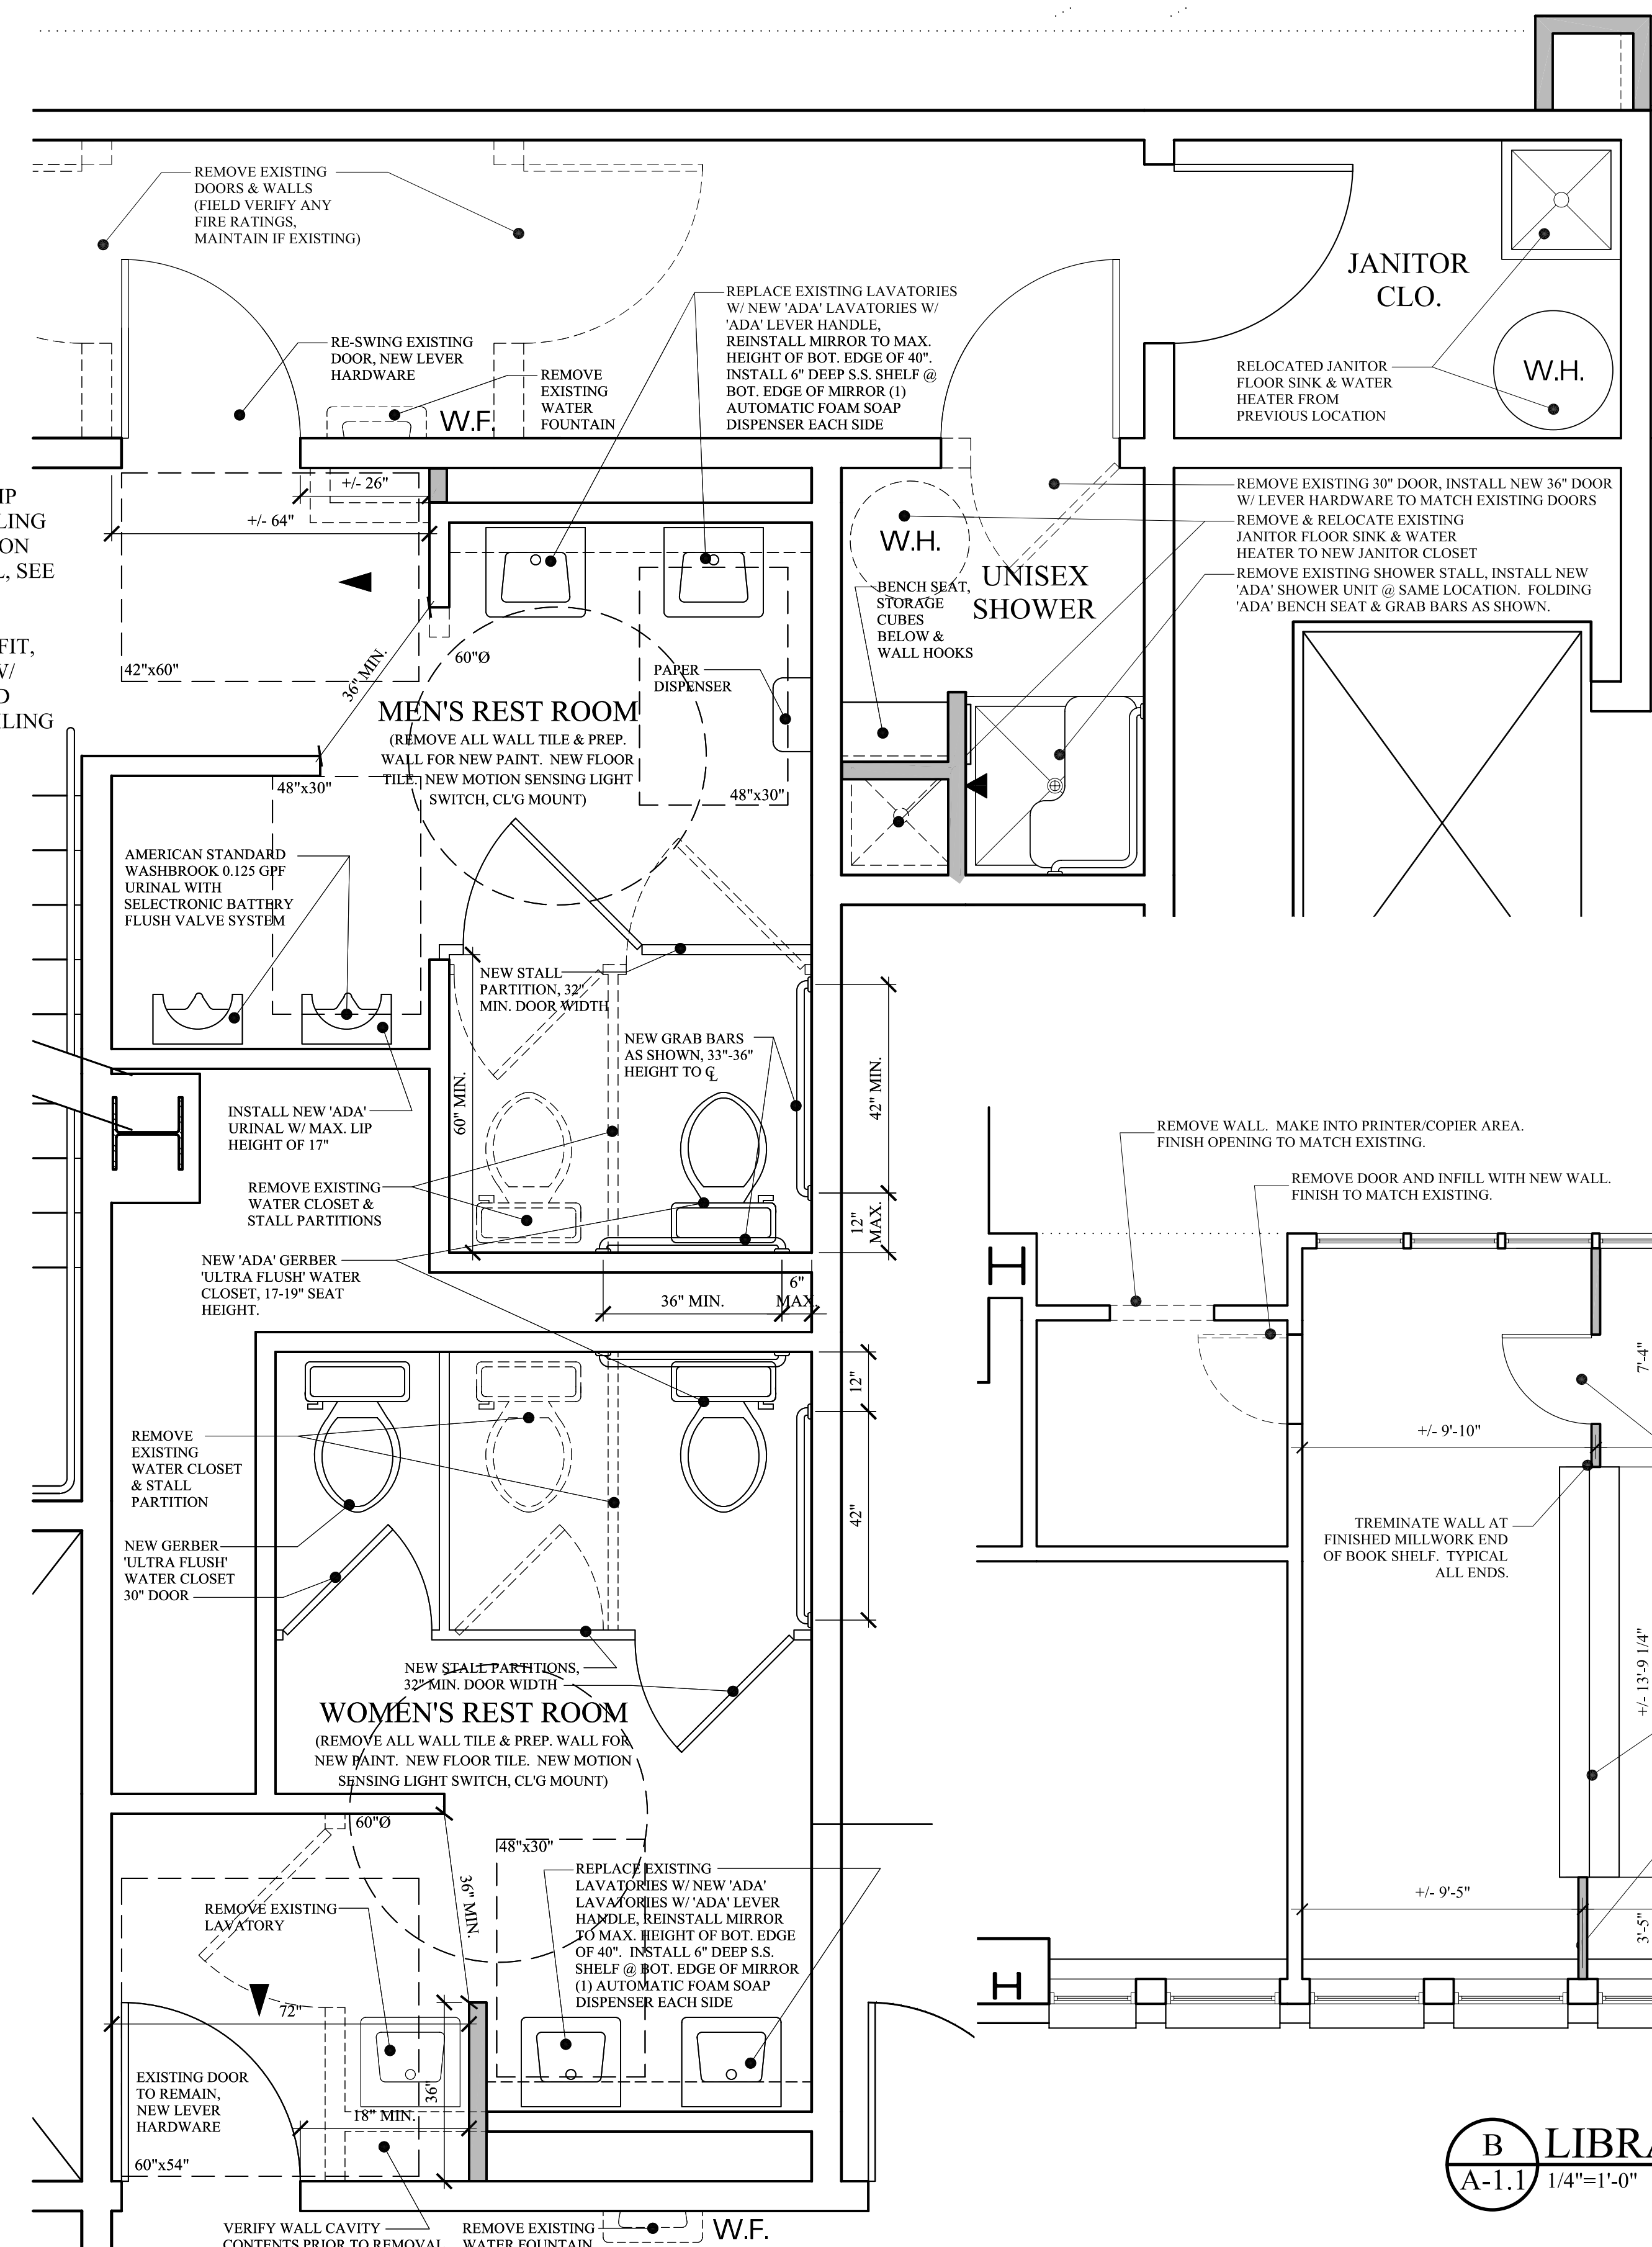 REMOVE EXISTING
DOORS & WALLS
(FIELD VERIFY ANY
FIRE RATINGS,
MAINTAIN IF EXISTING)
JANITOR
CLO.
REPLACE EXISTING LAVATORIES
W/ NEW 'ADA' LAVATORIES W/
'ADA' LEVER HANDLE,
REINSTALL MIRROR TO MAX.
HEIGHT OF BOT. EDGE OF 40".
INSTALL 6" DEEP S.S. SHELF @
BOT. EDGE OF MIRROR (1)
AUTOMATIC FOAM SOAP
DISPENSER EACH SIDE
RE-SWING EXISTING
DOOR, NEW LEVER
HARDWARE
REMOVE
EXISTING
WATER
FOUNTAIN
W.F.
RELOCATED JANITOR
FLOOR SINK & WATER
HEATER FROM
PREVIOUS LOCATION
W.H.
IP
LING
ON
L, SEE
FIT,
W/
D
ILING
+/- 26"
+/- 64"
REMOVE EXISTING 30" DOOR, INSTALL NEW 36" DOOR
W/ LEVER HARDWARE TO MATCH EXISTING DOORS
REMOVE & RELOCATE EXISTING
JANITOR FLOOR SINK & WATER
HEATER TO NEW JANITOR CLOSET
REMOVE EXISTING SHOWER STALL, INSTALL NEW
'ADA' SHOWER UNIT @ SAME LOCATION. FOLDING
'ADA' BENCH SEAT & GRAB BARS AS SHOWN.
W.H.
UNISEX
SHOWER
BENCH SEAT,
STORAGE
CUBES
BELOW &
WALL HOOKS
42"x60"
36" MIN.
60"Ø
PAPER
DISPENSER
MEN'S REST ROOM
(REMOVE ALL WALL TILE & PREP.
WALL FOR NEW PAINT. NEW FLOOR
TILE. NEW MOTION SENSING LIGHT
SWITCH, CL'G MOUNT)
48"x30"
48"x30"
AMERICAN STANDARD
WASHBROOK 0.125 GPF
URINAL WITH
SELECTRONIC BATTERY
FLUSH VALVE SYSTEM
NEW STALL
PARTITION, 32"
MIN. DOOR WIDTH
NEW GRAB BARS
AS SHOWN, 33"-36"
HEIGHT TO ℄
60" MIN.
42" MIN.
12"
MAX.
INSTALL NEW 'ADA'
URINAL W/ MAX. LIP
HEIGHT OF 17"
REMOVE EXISTING
WATER CLOSET &
STALL PARTITIONS
NEW 'ADA' GERBER
'ULTRA FLUSH' WATER
CLOSET, 17-19" SEAT
HEIGHT.
36" MIN.
6"
MAX.
REMOVE WALL. MAKE INTO PRINTER/COPIER AREA.
FINISH OPENING TO MATCH EXISTING.
REMOVE DOOR AND INFILL WITH NEW WALL.
FINISH TO MATCH EXISTING.
7'-4"
+/- 9'-10"
12"
42"
REMOVE
EXISTING
WATER CLOSET
& STALL
PARTITION
NEW GERBER
'ULTRA FLUSH'
WATER CLOSET
30" DOOR
TREMINATE WALL AT
FINISHED MILLWORK END
OF BOOK SHELF. TYPICAL
ALL ENDS.
+/- 13'-9 1/4"
NEW STALL PARTITIONS,
32" MIN. DOOR WIDTH
WOMEN'S REST ROOM
(REMOVE ALL WALL TILE & PREP. WALL FOR
NEW PAINT. NEW FLOOR TILE. NEW MOTION
SENSING LIGHT SWITCH, CL'G MOUNT)
60"Ø
48"x30"
36" MIN.
REPLACE EXISTING
LAVATORIES W/ NEW 'ADA'
LAVATORIES W/ 'ADA' LEVER
HANDLE, REINSTALL MIRROR
TO MAX. HEIGHT OF BOT. EDGE
OF 40". INSTALL 6" DEEP S.S.
SHELF @ BOT. EDGE OF MIRROR
(1) AUTOMATIC FOAM SOAP
DISPENSER EACH SIDE
REMOVE EXISTING
LAVATORY
+/- 9'-5"
3'-5"
72"
EXISTING DOOR
TO REMAIN,
NEW LEVER
HARDWARE
36"
18" MIN.
60"x54"
B
A-1.1
LIBRA
1/4"=1'-0"
VERIFY WALL CAVITY
CONTENTS PRIOR TO REMOVAL
REMOVE EXISTING
WATER FOUNTAIN
W.F.